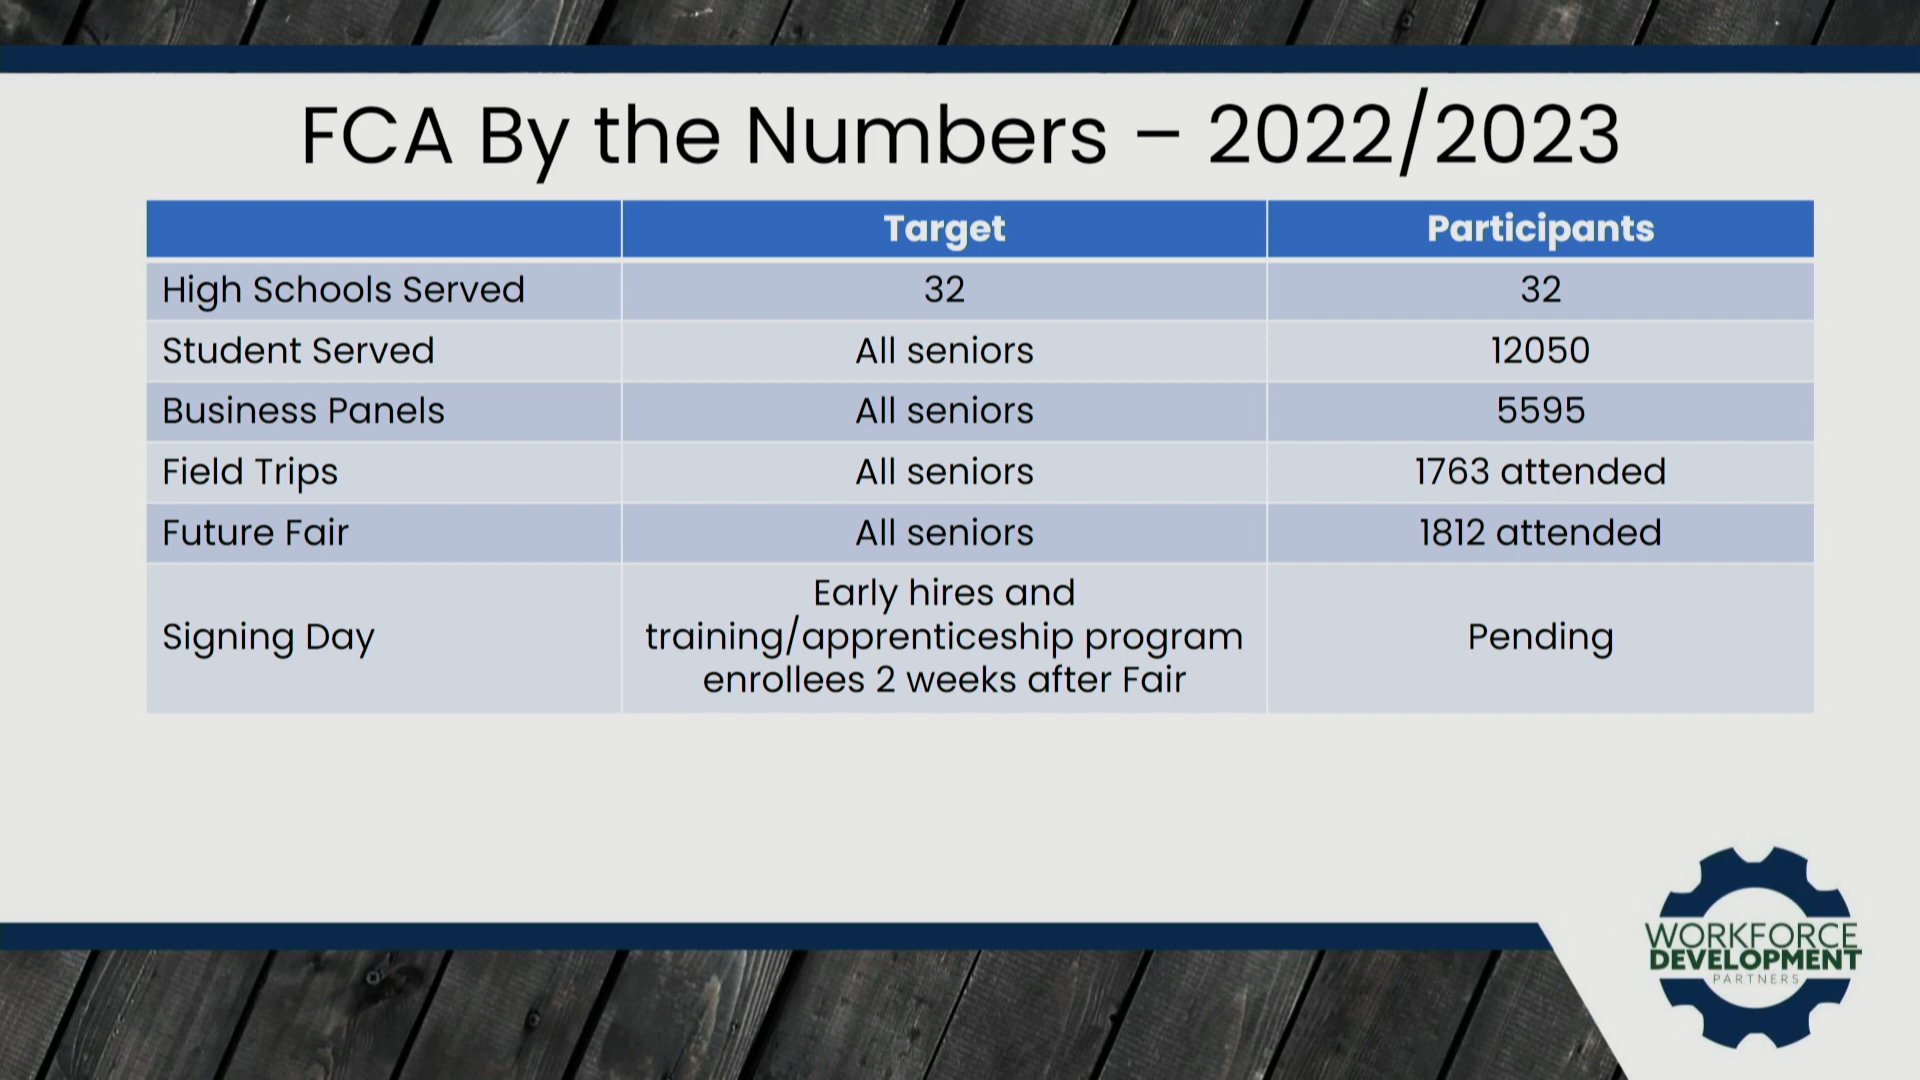 FCA By the Numbers – 2022/2023
Target Participants
High Schools Served 32 32
Student Served All seniors 12050
Business Panels All seniors 5595
Field Trips All seniors 1763 attended
Future Fair All seniors 1812 attended
Early hires and
Signing Day training/apprenticeship program Pending
enrollees 2 weeks after Fair
WORKFORCE
DEVELOPMENT
PARTNERS